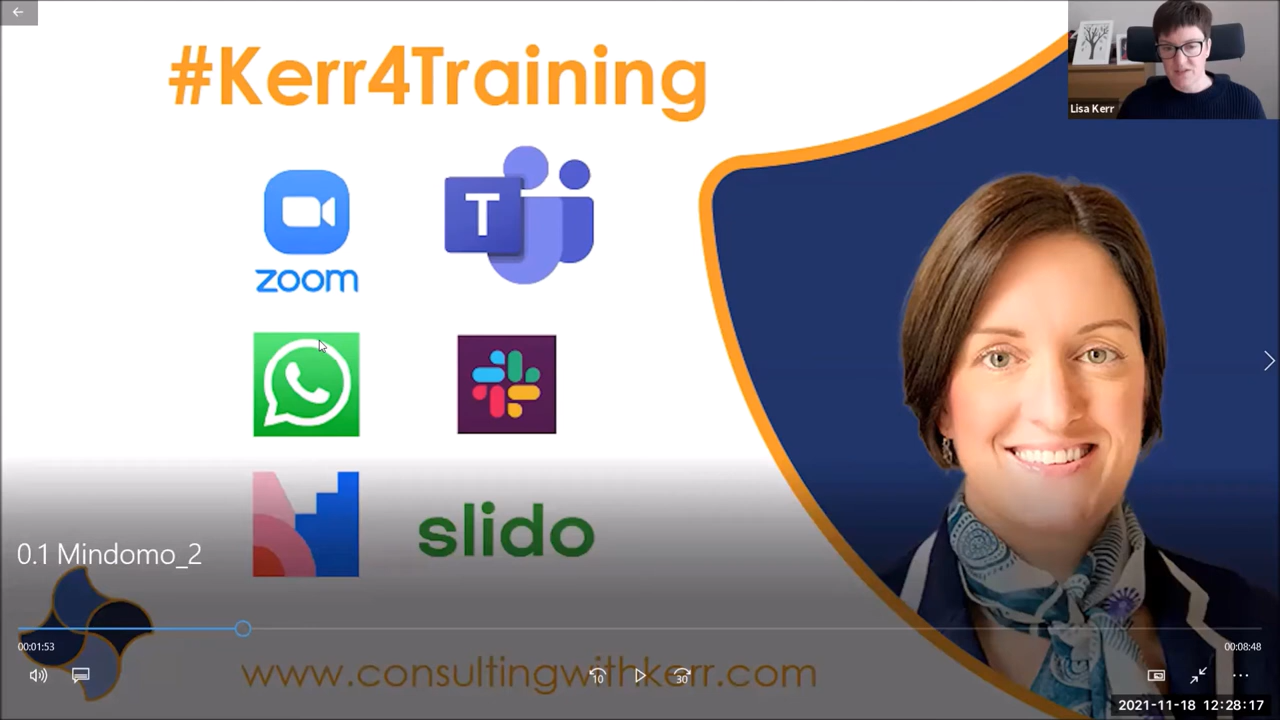 #Kerr4Training
Lisa Kerr
zoom
T
slido
0.1 Mindomo_2
00:01:53
00:08:48
10
30
www.consultingwithkerr.com
2021-11-18 12:28:17